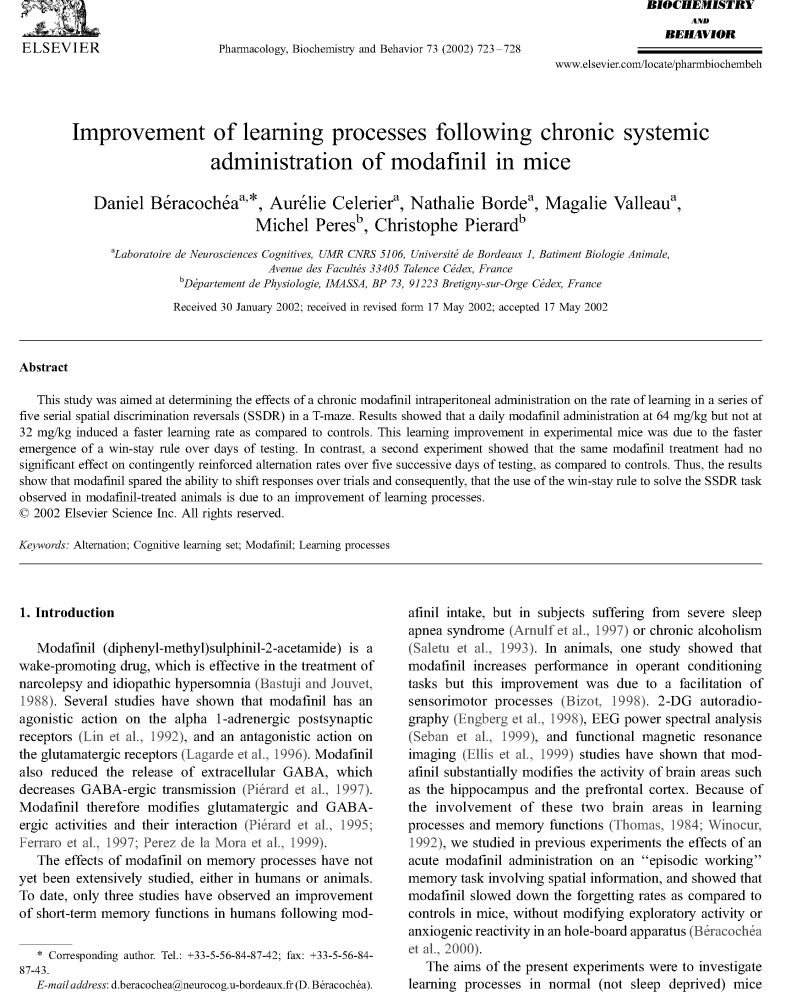 BIOCHEMISTRY
AND
BEHAVIOR
ELSEVIER
Pharmacology, Biochemistry and Behavior 73 (2002) 723–728
www.elsevier.com/locate/pharmbiochembeh
Improvement of learning processes following chronic systemic
administration of modafinil in mice
Daniel Béracochéa^a,*, Aurélie Celerier^a, Nathalie Borde^a, Magalie Valleau^a,
Michel Peres^b, Christophe Pierard^b
^aLaboratoire de Neurosciences Cognitives, UMR CNRS 5106, Université de Bordeaux 1, Batiment Biologie Animale,
Avenue des Facultés 33405 Talence Cédex, France
^bDépartement de Physiologie, IMASSA, BP 73, 91223 Bretigny-sur-Orge Cédex, France
Received 30 January 2002; received in revised form 17 May 2002; accepted 17 May 2002
Abstract
This study was aimed at determining the effects of a chronic modafinil intraperitoneal administration on the rate of learning in a series of
five serial spatial discrimination reversals (SSDR) in a T-maze. Results showed that a daily modafinil administration at 64 mg/kg but not at
32 mg/kg induced a faster learning rate as compared to controls. This learning improvement in experimental mice was due to the faster
emergence of a win-stay rule over days of testing. In contrast, a second experiment showed that the same modafinil treatment had no
significant effect on contingently reinforced alternation rates over five successive days of testing, as compared to controls. Thus, the results
show that modafinil spared the ability to shift responses over trials and consequently, that the use of the win-stay rule to solve the SSDR task
observed in modafinil-treated animals is due to an improvement of learning processes.
© 2002 Elsevier Science Inc. All rights reserved.
Keywords: Alternation; Cognitive learning set; Modafinil; Learning processes
1. Introduction
Modafinil (diphenyl-methyl)sulphinil-2-acetamide) is a
wake-promoting drug, which is effective in the treatment of
narcolepsy and idiopathic hypersomnia (Bastuji and Jouvet,
1988). Several studies have shown that modafinil has an
agonistic action on the alpha 1-adrenergic postsynaptic
receptors (Lin et al., 1992), and an antagonistic action on
the glutamatergic receptors (Lagarde et al., 1996). Modafinil
also reduced the release of extracellular GABA, which
decreases GABA-ergic transmission (Piérard et al., 1997).
Modafinil therefore modifies glutamatergic and GABA-
ergic activities and their interaction (Piérard et al., 1995;
Ferraro et al., 1997; Perez de la Mora et al., 1999).
The effects of modafinil on memory processes have not
yet been extensively studied, either in humans or animals.
To date, only three studies have observed an improvement
of short-term memory functions in humans following mod-
* Corresponding author. Tel.: +33-5-56-84-87-42; fax: +33-5-56-84-
87-43.
E-mail address: d.beracochea@neurocog.u-bordeaux.fr (D. Béracochéa).
afinil intake, but in subjects suffering from severe sleep
apnea syndrome (Arnulf et al., 1997) or chronic alcoholism
(Saletu et al., 1993). In animals, one study showed that
modafinil increases performance in operant conditioning
tasks but this improvement was due to a facilitation of
sensorimotor processes (Bizot, 1998). 2-DG autoradio-
graphy (Engberg et al., 1998), EEG power spectral analysis
(Seban et al., 1999), and functional magnetic resonance
imaging (Ellis et al., 1999) studies have shown that mod-
afinil substantially modifies the activity of brain areas such
as the hippocampus and the prefrontal cortex. Because of
the involvement of these two brain areas in learning
processes and memory functions (Thomas, 1984; Winocur,
1992), we studied in previous experiments the effects of an
acute modafinil administration on an ‘‘episodic working’’
memory task involving spatial information, and showed that
modafinil slowed down the forgetting rates as compared to
controls in mice, without modifying exploratory activity or
anxiogenic reactivity in an hole-board apparatus (Béracochéa
et al., 2000).
The aims of the present experiments were to investigate
learning processes in normal (not sleep deprived) mice